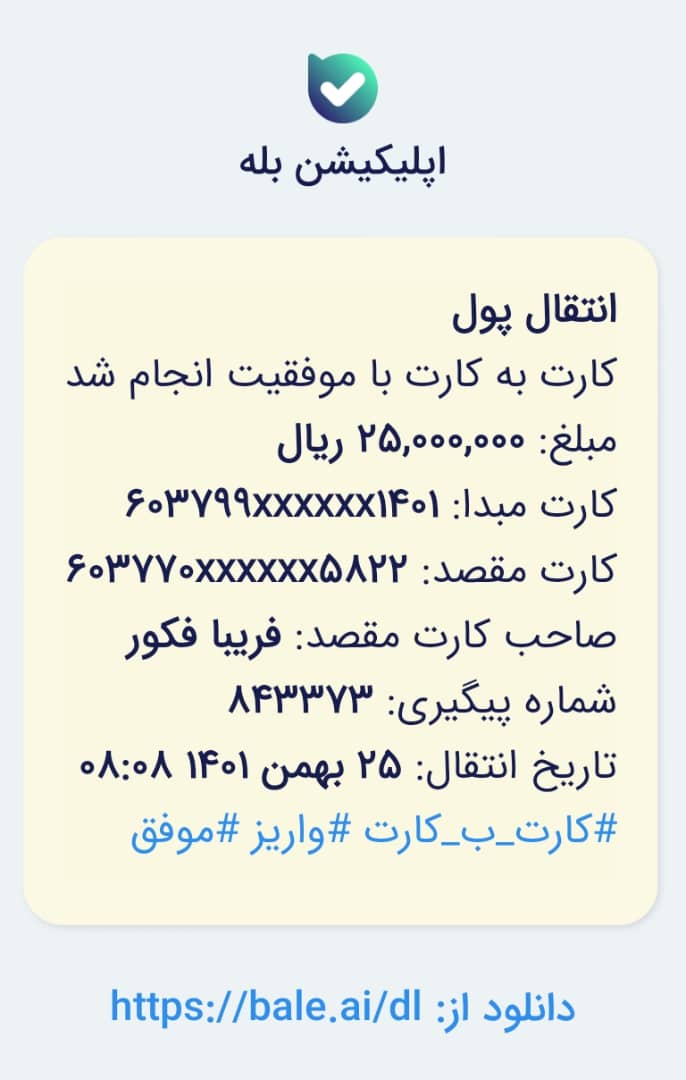 اپلیکیشن بله
انتقال پول
کارت به کارت با موفقیت انجام شد
مبلغ: ۲۵,۰۰۰,۰۰۰ ریال
کارت مبدا: ۶۰۳۷۹۹xxxxxx۱۴۰۱
کارت مقصد: ۶۰۳۷۷۰xxxxxx۵۸۲۲
صاحب کارت مقصد: فریبا فکور
شماره پیگیری: ۸۴۳۳۷۳
تاریخ انتقال: ۲۵ بهمن ۱۴۰۱ ۰۸:۰۸
#کارت_ب_کارت #واریز #موفق
دانلود از: https://bale.ai/dl